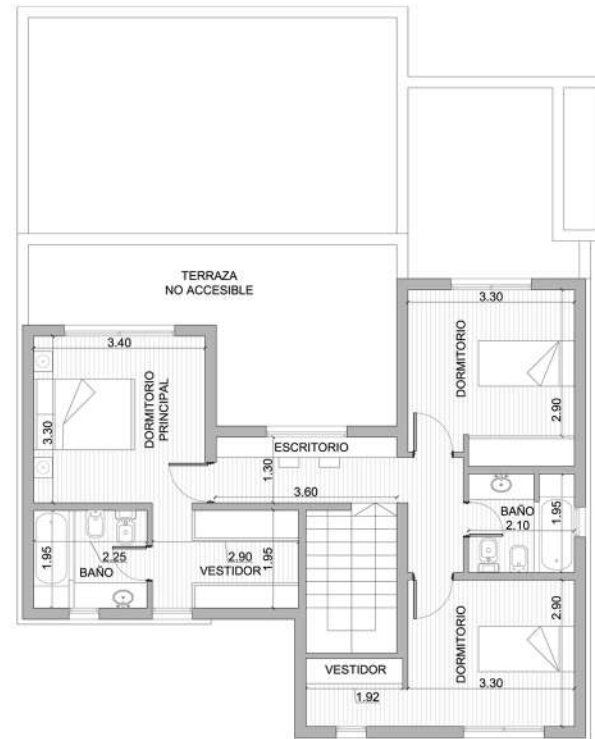 TERRAZA
NO ACCESIBLE
3.30
DORMITORIO
2.90
3.40
DORMITORIO
PRINCIPAL
3.30
ESCRITORIO
1.30
3.60
BAÑO
2.10
1.95
1.95
2.25
BAÑO
2.90
VESTIDOR
1.95
2.90
DORMITORIO
3.30
VESTIDOR
1.92